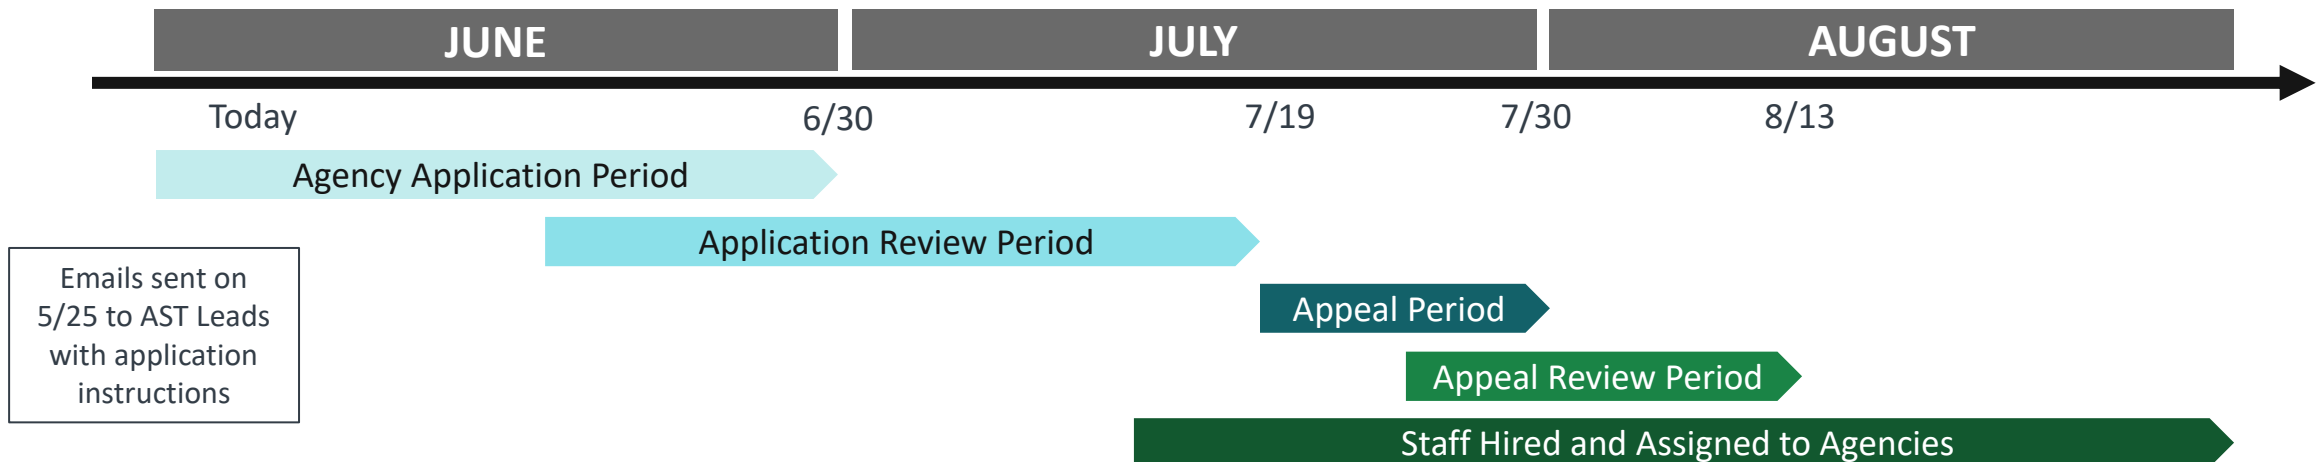 JUNE
JULY
AUGUST
Today
6/30
7/19
7/30
8/13
Agency Application Period
Application Review Period
Emails sent on
5/25 to AST Leads
with application
instructions
Appeal Period
Appeal Review Period
Staff Hired and Assigned to Agencies